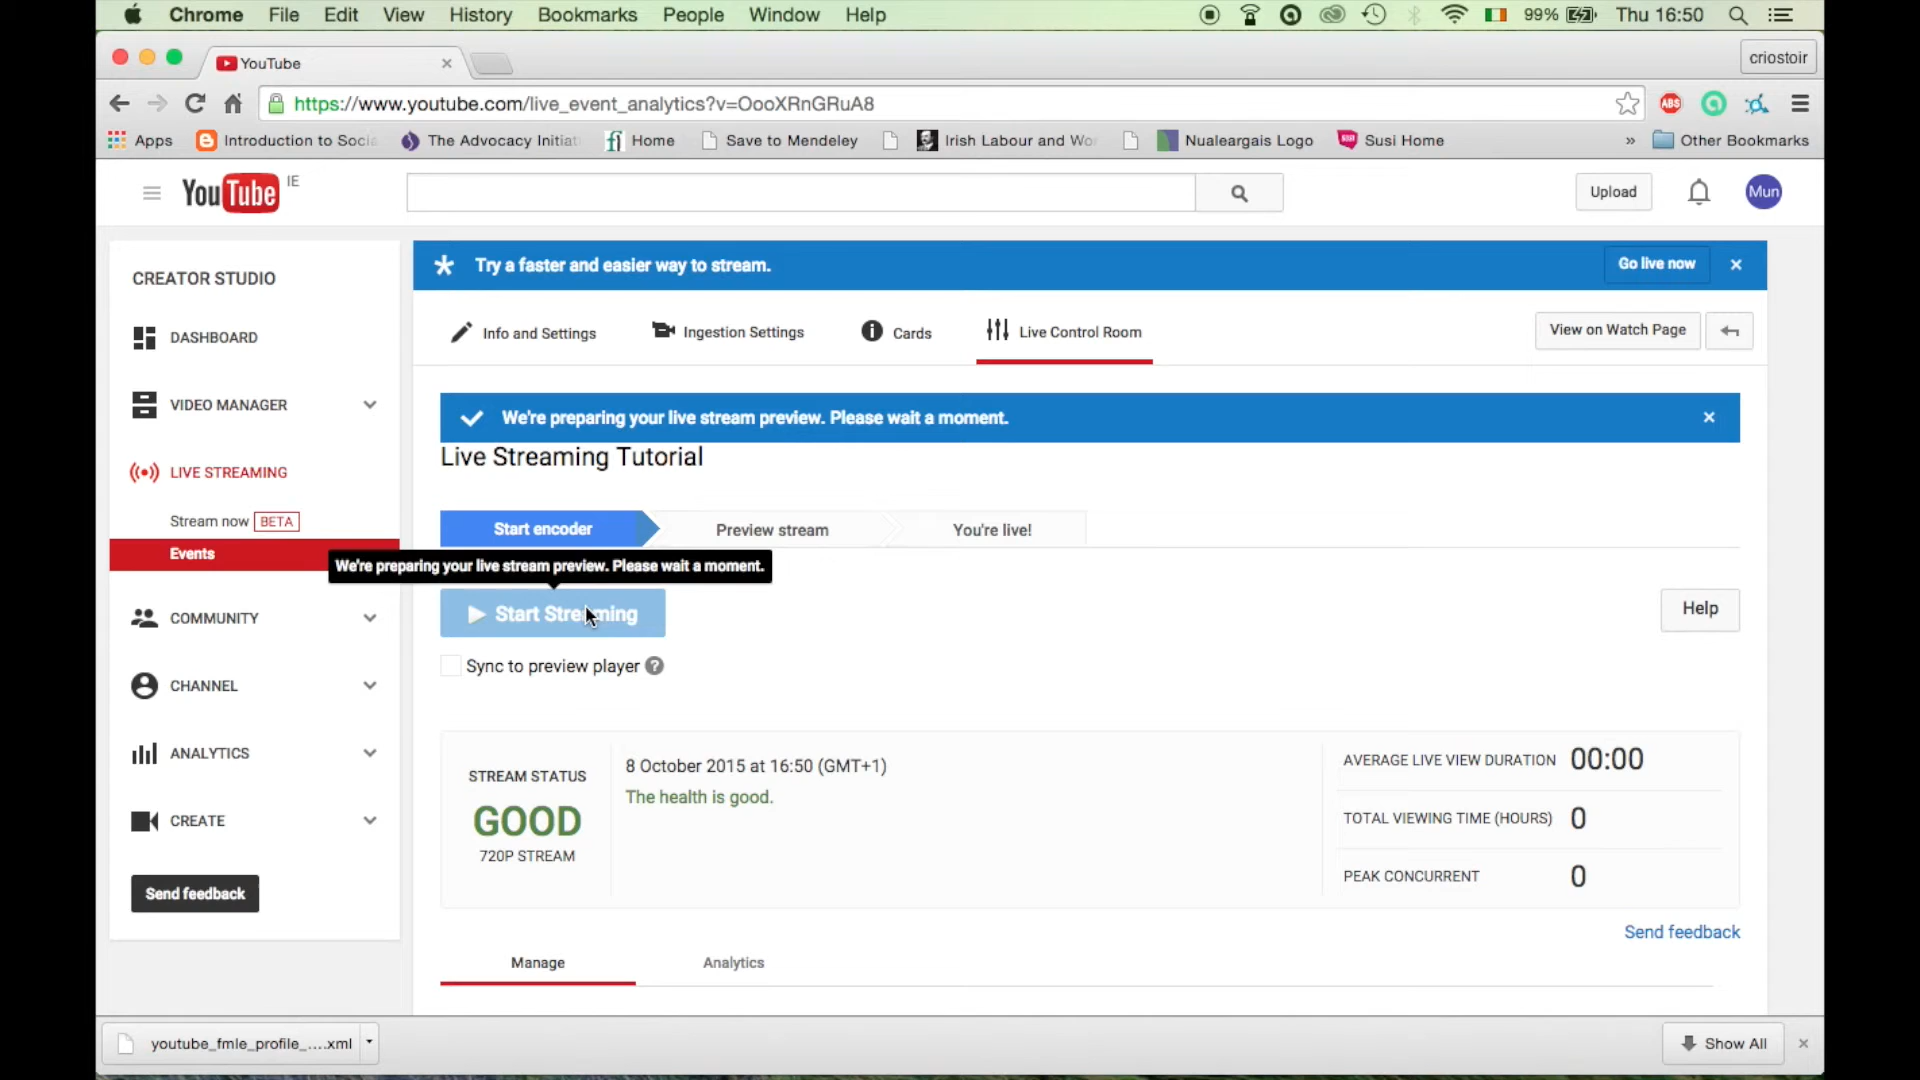 Chrome File Edit View History Bookmarks People Window Help 99% Thu 16:50
YouTube
criostoir
https://www.youtube.com/live_event_analytics?v=OooXRnGRuA8
ABS
Apps Introduction to Socia The Advocacy Initiat Home Save to Mendeley Irish Labour and Wor Nualeargais Logo Susi Home » Other Bookmarks
YouTube IE
Upload
Mun
CREATOR STUDIO
DASHBOARD
VIDEO MANAGER
LIVE STREAMING
Stream now BETA
Events
COMMUNITY
CHANNEL
ANALYTICS
CREATE
Send feedback
Try a faster and easier way to stream.
Go live now
Info and Settings
Ingestion Settings
Cards
Live Control Room
View on Watch Page
We're preparing your live stream preview. Please wait a moment.
Live Streaming Tutorial
Start encoder
Preview stream
You're live!
We're preparing your live stream preview. Please wait a moment.
Start Streaming
Help
Sync to preview player ?
STREAM STATUS
GOOD
720P STREAM
8 October 2015 at 16:50 (GMT+1)
The health is good.
AVERAGE LIVE VIEW DURATION 00:00
TOTAL VIEWING TIME (HOURS) 0
PEAK CONCURRENT 0
Send feedback
Manage
Analytics
youtube_fmle_profile_....xml
Show All